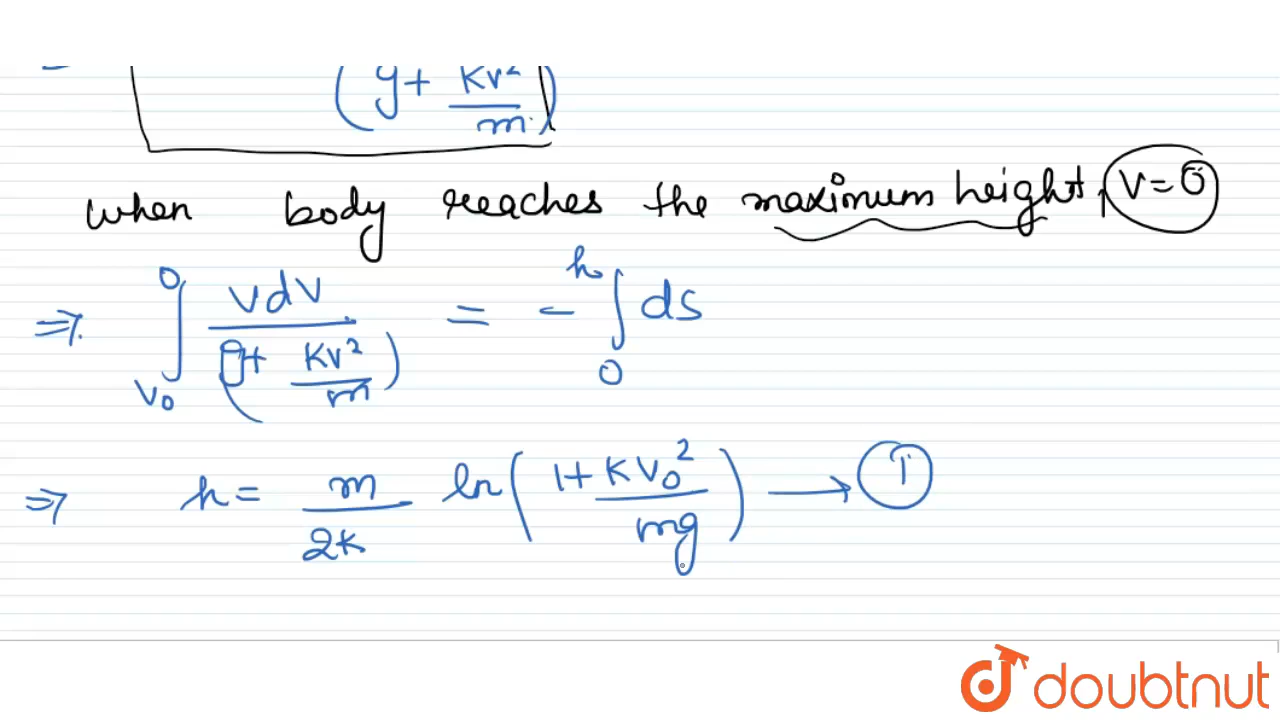 (g + Kv²/m)
when body reaches the maximum height, V=0
⇒ ∫_{V₀}^{0} VdV/(g+ Kv²/m) = - ∫_{0}^{h} ds
⇒ h = m/2K ln(1+ KV₀²/mg) → ①
doubtnut